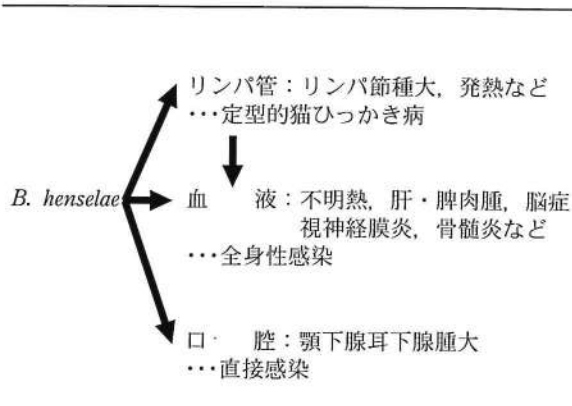 リンパ管：リンパ節種大，発熱など
…定型的猫ひっかき病
B. henselae 血　　液：不明熱，肝・脾肉腫，脳症
視神経膜炎，骨髄炎など
…全身性感染
口　　腔：顎下腺耳下腺腫大
…直接感染